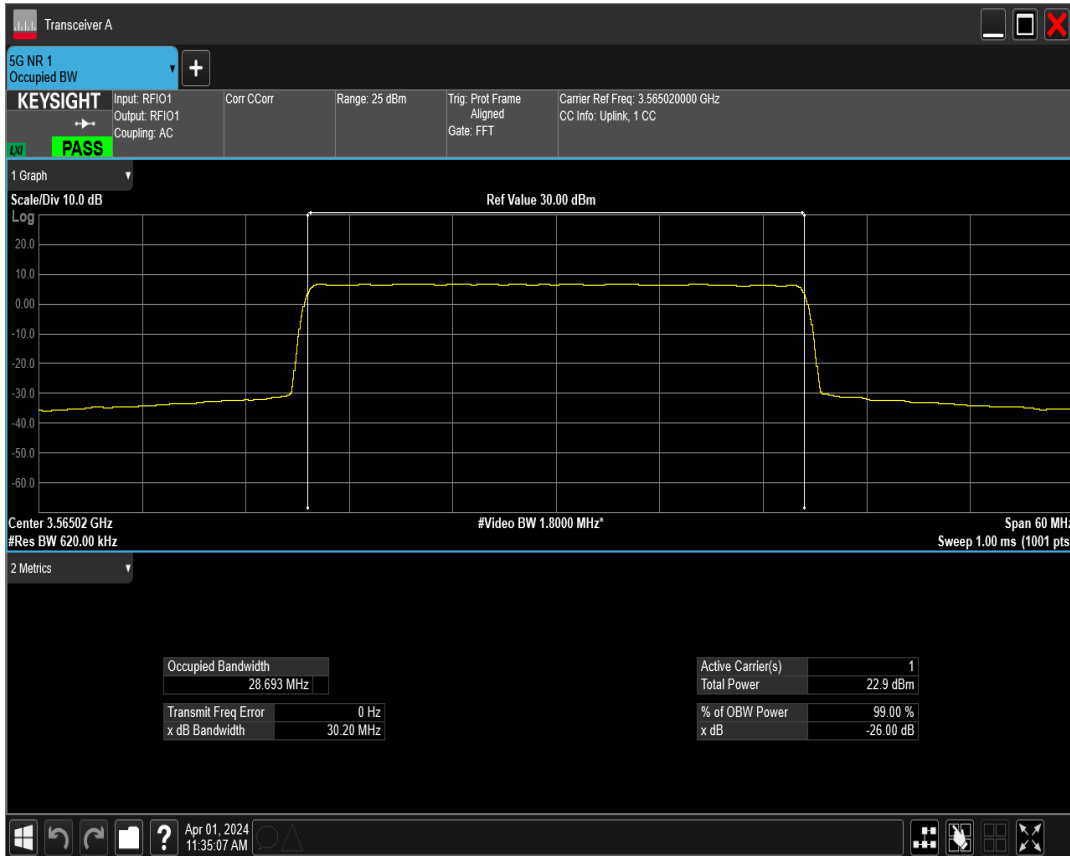 Transceiver A
5G NR 1
Occupied BW
KEYSIGHT
LXI
PASS
Input: RFIO1
Output: RFIO1
Coupling: AC
Corr CCorr
Range: 25 dBm
Trig: Prot Frame
Aligned
Gate: FFT
Carrier Ref Freq: 3.565020000 GHz
CC Info: Uplink, 1 CC
1 Graph
Scale/Div 10.0 dB
Ref Value 30.00 dBm
Log
20.0
10.0
0.00
-10.0
-20.0
-30.0
-40.0
-50.0
-60.0
Center 3.56502 GHz
#Video BW 1.8000 MHz*
Span 60 MHz
#Res BW 620.00 kHz
Sweep 1.00 ms (1001 pts
2 Metrics
Occupied Bandwidth
28.693 MHz
Transmit Freq Error 0 Hz
x dB Bandwidth 30.20 MHz
Active Carrier(s) 1
Total Power 22.9 dBm
% of OBW Power 99.00 %
x dB -26.00 dB
?
Apr 01, 2024
11:35:07 AM